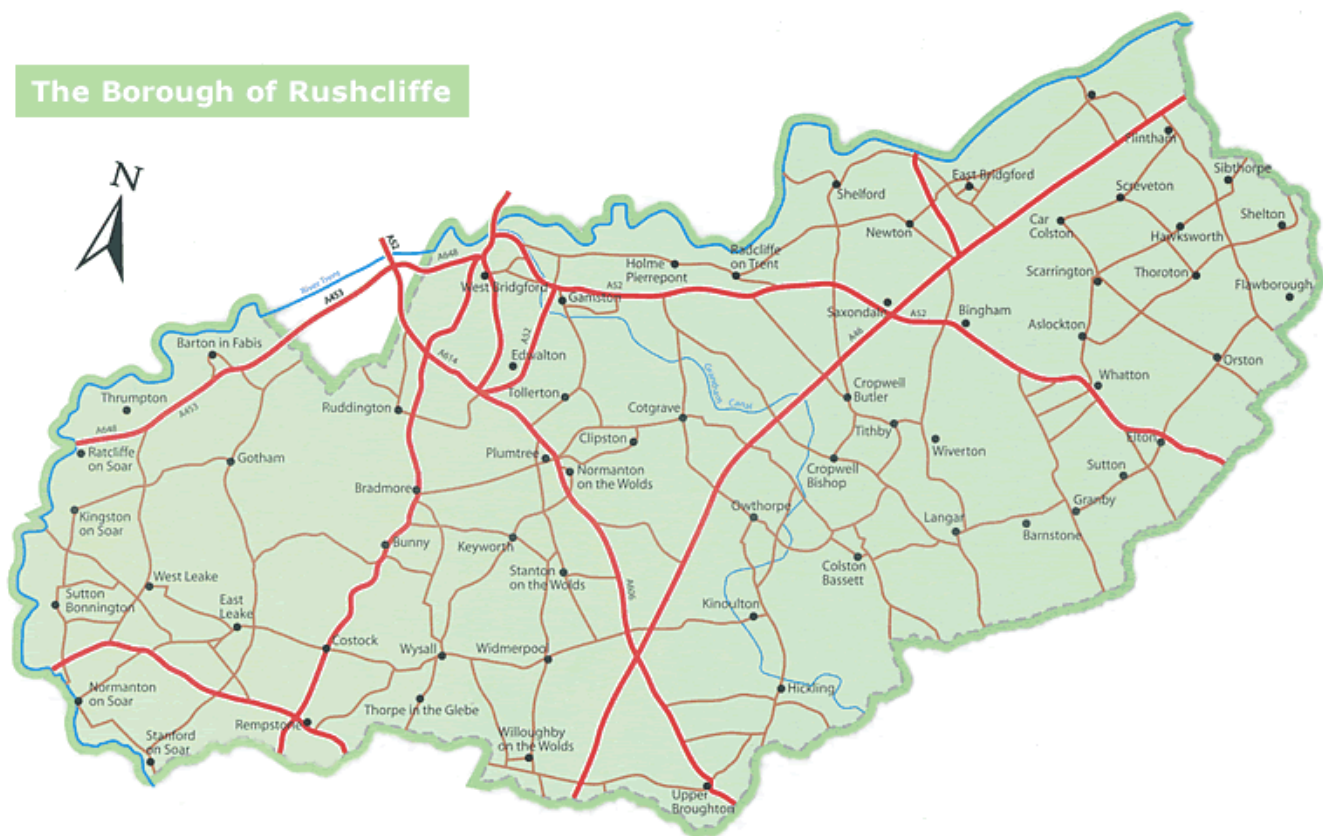 The Borough of Rushcliffe
N
Flintham
Sibthorpe
East Bridgford
Screveton
Shelford
Shelton
Car
Colston
Newton
Hawksworth
A52
A648
Radcliffe
on Trent
Holme
Pierrepont
Scarrington
Thoroton
River Trent
A453
West Bridgford
A52
Gamston
Flawborough
Saxondale
A52
Bingham
Aslockton
A46
A52
Barton in Fabis
A614
Edwalton
Orston
Grantham
Canal
Whatton
Cropwell
Butler
Thrumpton
A453
Ruddington
Tollerton
Cotgrave
A648
Ratcliffe
on Soar
Clipston
Tithby
Elton
Gotham
Plumtree
Wiverton
Normanton
on the Wolds
Cropwell
Bishop
Sutton
Bradmore
Owthorpe
Granby
Kingston
on Soar
Langar
Barnstone
Bunny
Keyworth
Colston
Bassett
Stanton
on the Wolds
West Leake
A606
Sutton
Bonnington
East
Leake
Kinoulton
Costock
Wysall
Widmerpoo
Normanton
on Soar
Hickling
Thorpe in the Glebe
Rempstone
Stanford
on Soar
Willoughby
on the Wolds
Upper
Broughton